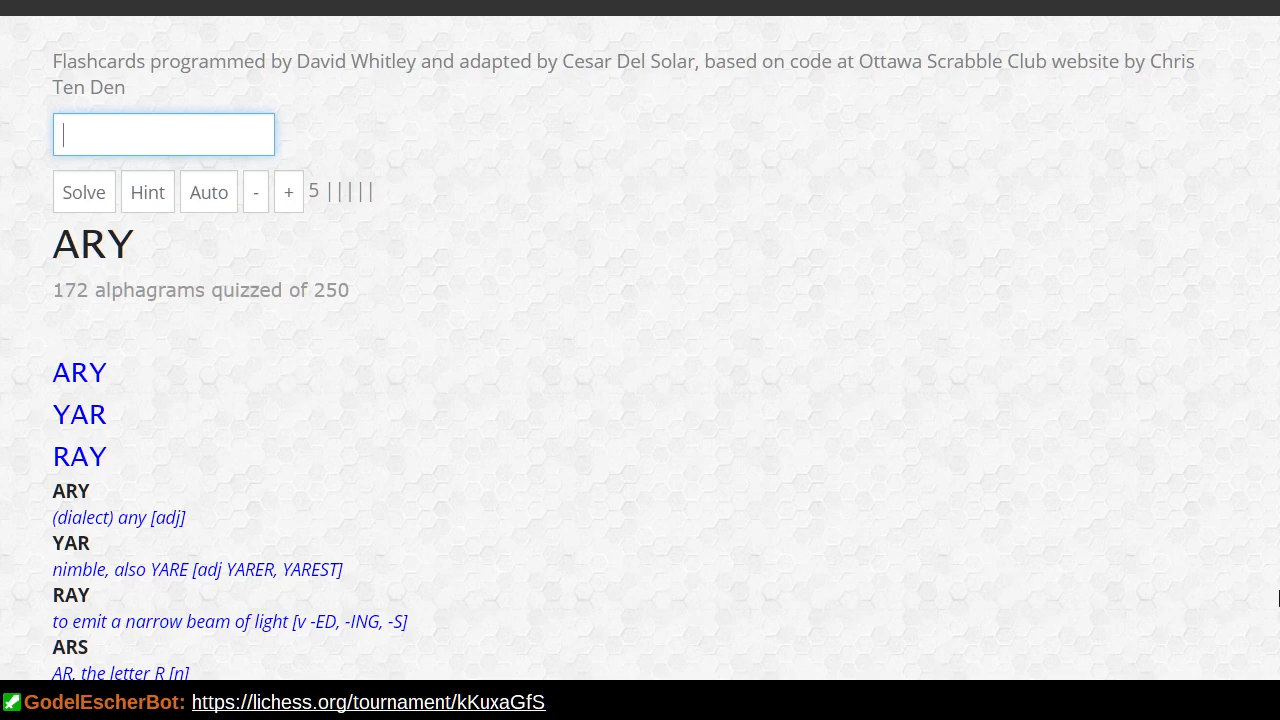 Flashcards programmed by David Whitley and adapted by Cesar Del Solar, based on code at Ottawa Scrabble Club website by Chris
Ten Den
Solve Hint Auto - + 5 |||||
ARY
172 alphagrams quizzed of 250
ARY
YAR
RAY
ARY
(dialect) any [adj]
YAR
nimble, also YARE [adj YARER, YAREST]
RAY
to emit a narrow beam of light [v -ED, -ING, -S]
ARS
AR, the letter R [n]
GodelEscherBot: https://lichess.org/tournament/kKuxaGfS